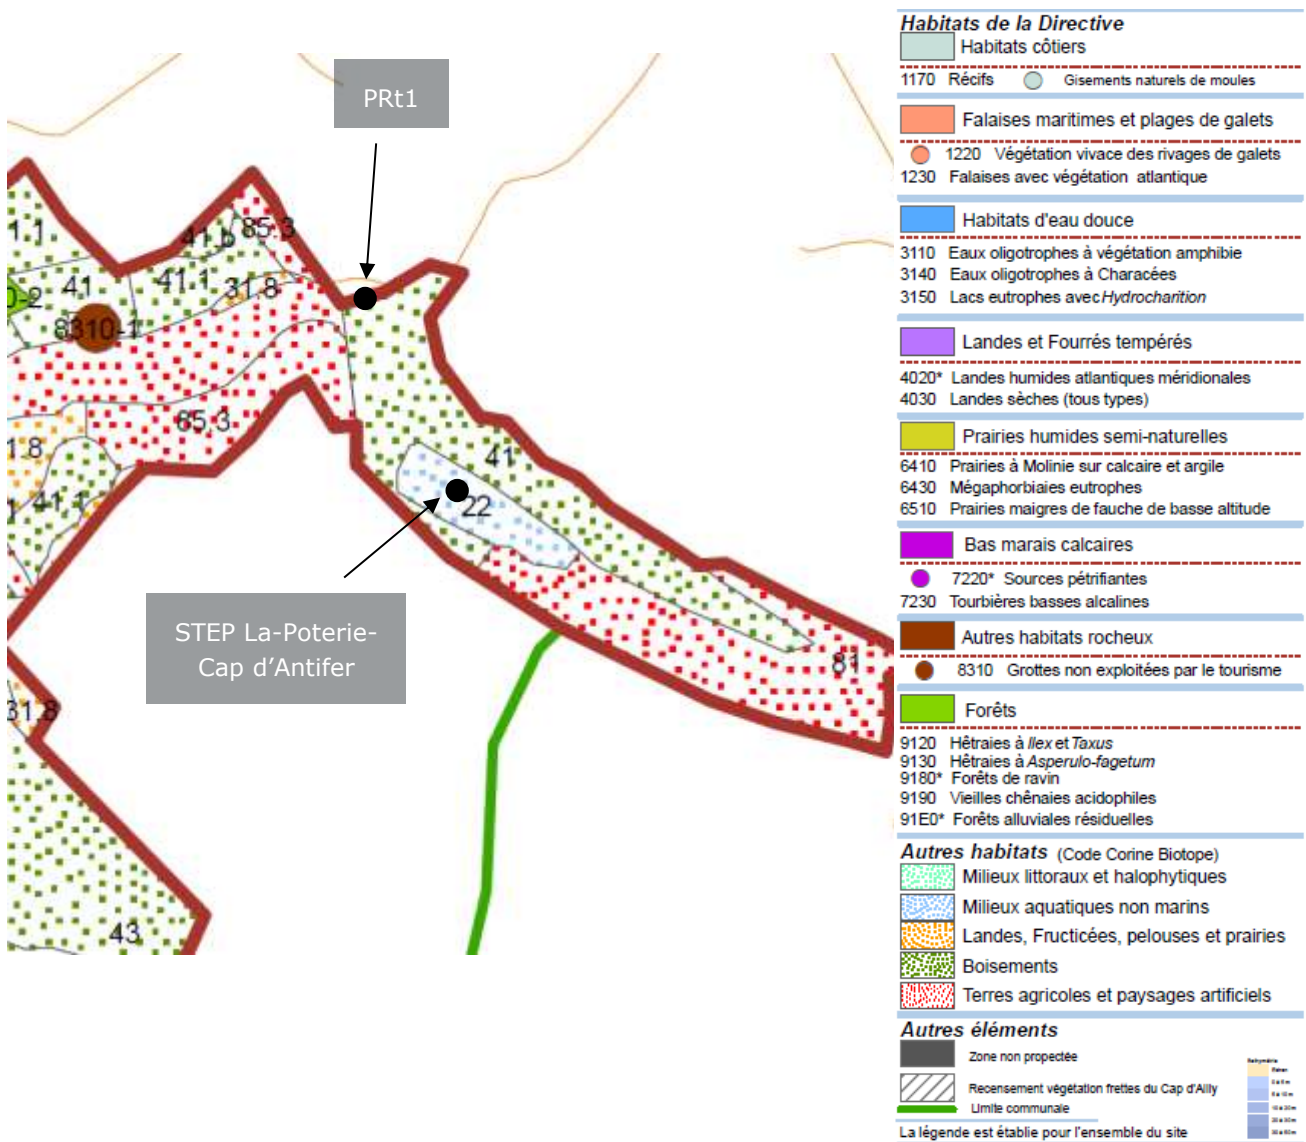 PRt1
1.1
41.b
85.3
41
41.1
31.8
0-2
8310-1
85.3
1.8
41.1
1
41
22
STEP La-Poterie-
Cap d'Antifer
81
31.8
43
Habitats de la Directive
Habitats côtiers
1170 Récifs Gisements naturels de moules
Falaises maritimes et plages de galets
1220 Végétation vivace des rivages de galets
1230 Falaises avec végétation atlantique
Habitats d'eau douce
3110 Eaux oligotrophes à végétation amphibie
3140 Eaux oligotrophes à Characées
3150 Lacs eutrophes avec Hydrocharition
Landes et Fourrés tempérés
4020* Landes humides atlantiques méridionales
4030 Landes sèches (tous types)
Prairies humides semi-naturelles
6410 Prairies à Molinie sur calcaire et argile
6430 Mégaphorbiaies eutrophes
6510 Prairies maigres de fauche de basse altitude
Bas marais calcaires
7220* Sources pétrifiantes
7230 Tourbières basses alcalines
Autres habitats rocheux
8310 Grottes non exploitées par le tourisme
Forêts
9120 Hêtraies à Ilex et Taxus
9130 Hêtraies à Asperulo-fagetum
9180* Forêts de ravin
9190 Vieilles chênaies acidophiles
91E0* Forêts alluviales résiduelles
Autres habitats (Code Corine Biotope)
Milieux littoraux et halophytiques
Milieux aquatiques non marins
Landes, Fructicées, pelouses et prairies
Boisements
Terres agricoles et paysages artificiels
Autres éléments
Zone non propectée
Recensement végétation frettes du Cap d'Ailly
Limite communale
La légende est établie pour l'ensemble du site